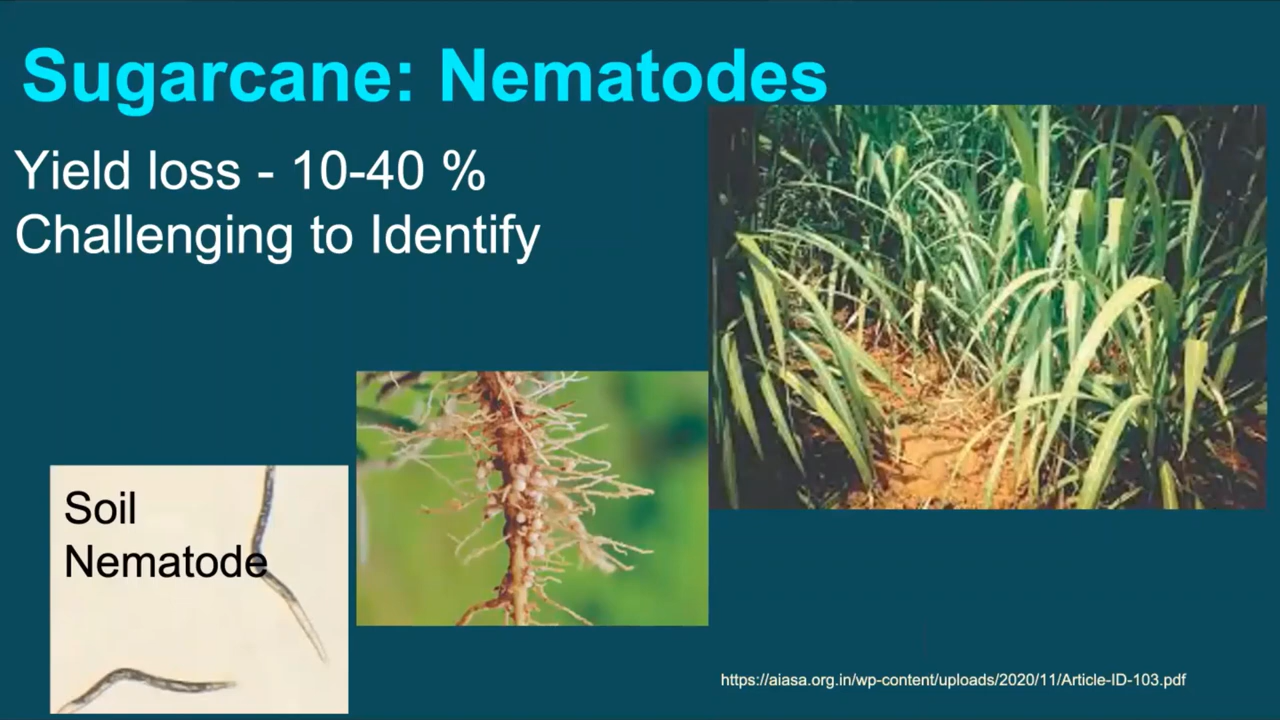 Sugarcane: Nematodes
Yield loss - 10-40 %
Challenging to Identify
Soil
Nematode
https://aiasa.org.in/wp-content/uploads/2020/11/Article-ID-103.pdf